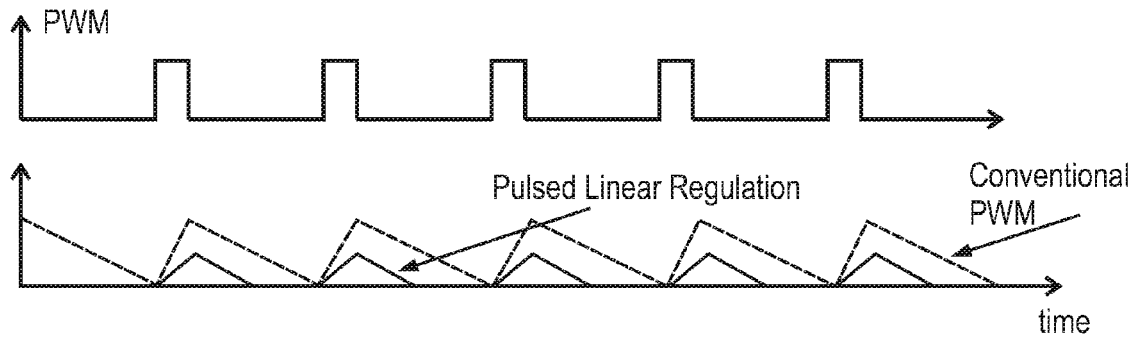 PWM
Pulsed Linear Regulation
Conventional
PWM
time